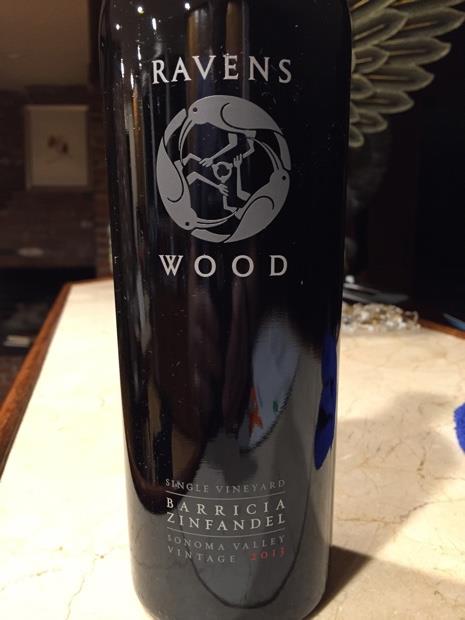 RAVENS
WOOD
SINGLE VINEYARD
BARRICIA
ZINFANDEL
SONOMA VALLEY
VINTAGE 2013